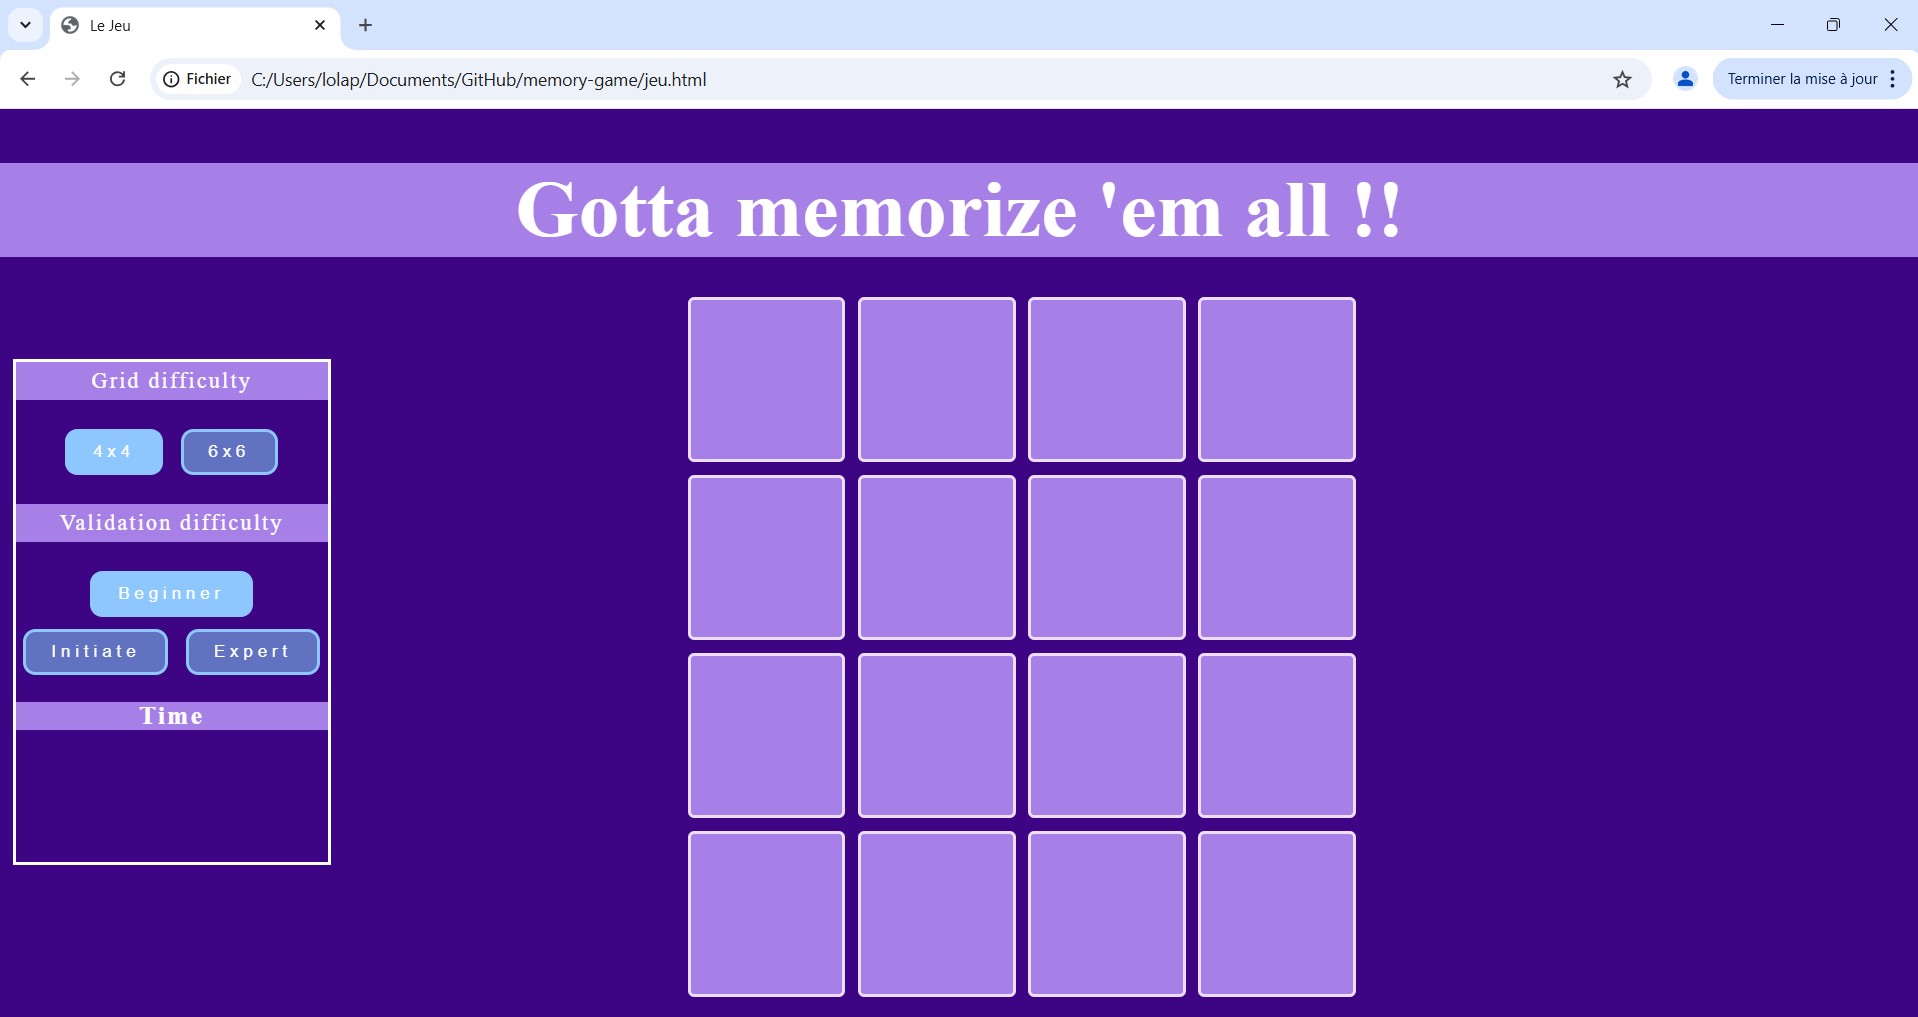 Le Jeu
Fichier C:/Users/lolap/Documents/GitHub/memory-game/jeu.html
Terminer la mise à jour
Gotta memorize 'em all !!
Grid difficulty
4x4 6x6
Validation difficulty
Beginner
Initiate Expert
Time